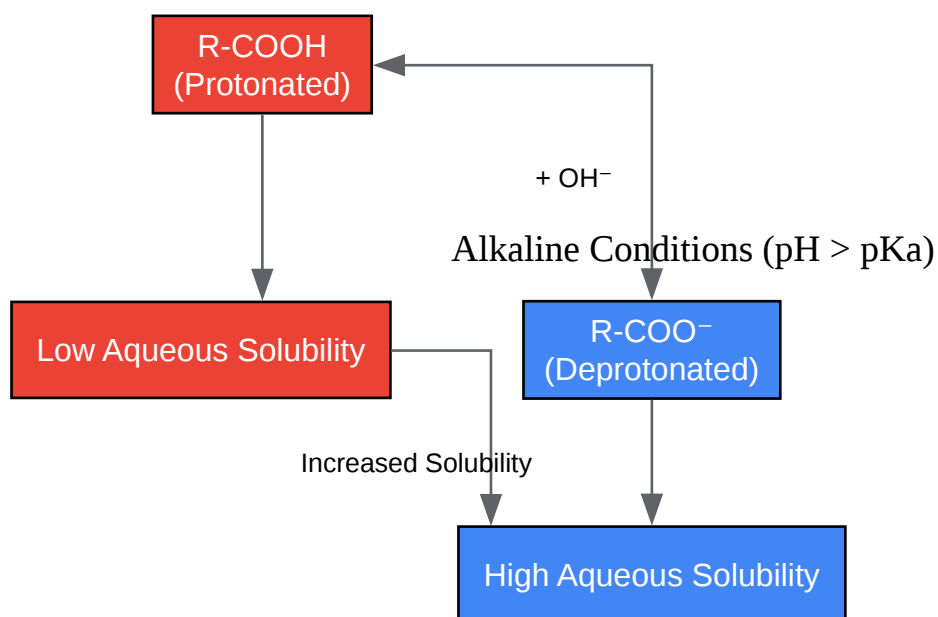 R-COOH
(Protonated)
+ OH⁻
Alkaline Conditions (pH > pKa)
Low Aqueous Solubility
R-COO⁻
(Deprotonated)
Increased Solubility
High Aqueous Solubility